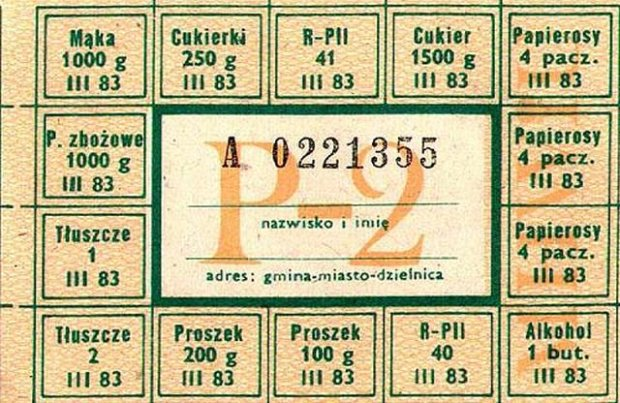 Mąka
1000 g
III 83
Cukierki
250 g
III 83
R-PII
41
III 83
Cukier
1500 g
III 83
Papierosy
4 pacz.
III 83
P. zbożowe
1000 g
III 83
A 0221355
P-2
nazwisko i imię
adres: gmina-miasto-dzielnica
Papierosy
4 pacz.
III 83
Tłuszcze
1
III 83
Papierosy
4 pacz.
III 83
Tłuszcze
2
III 83
Proszek
200 g
III 83
Proszek
100 g
III 83
R-PII
40
III 83
Alkohol
1 but.
III 83